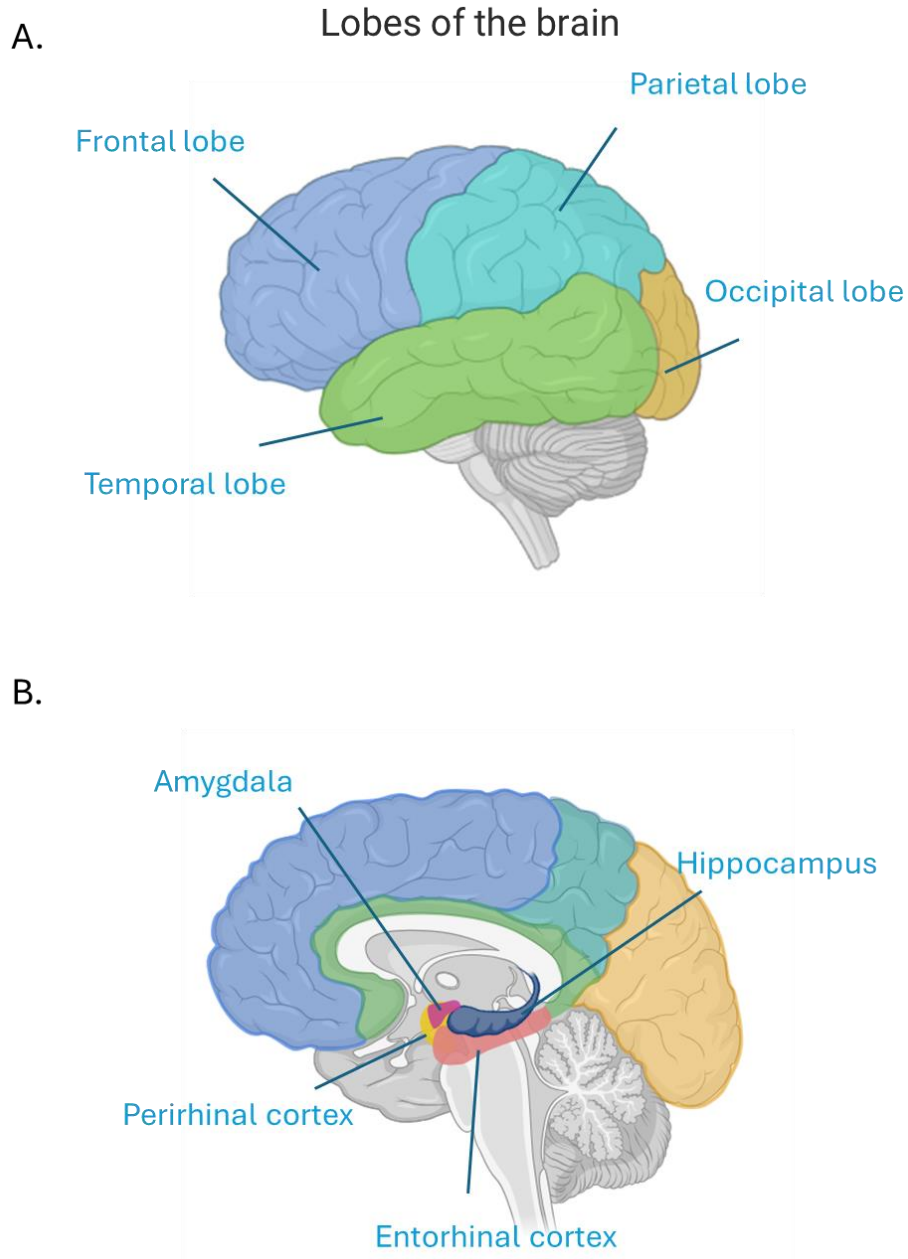 A.
Lobes of the brain
Parietal lobe
Frontal lobe
Occipital lobe
Temporal lobe
B.
Amygdala
Hippocampus
Perirhinal cortex
Entorhinal cortex